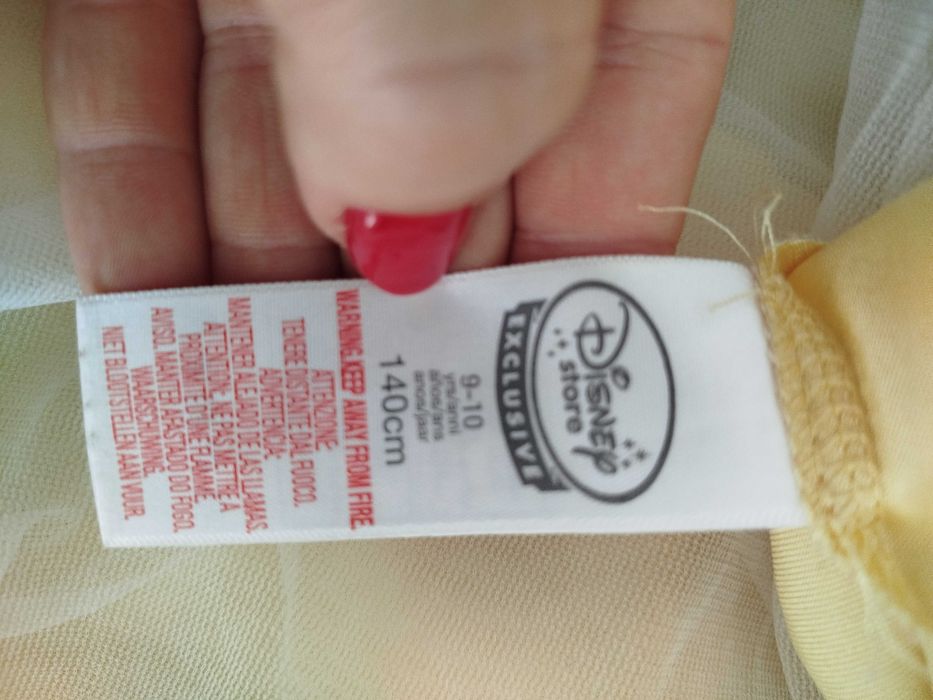 Disney
store
EXCLUSIVE
9-10
yrs/anni
años/ans
anos/jaar
140cm
WARNING.KEEP AWAY FROM FIRE.
ATTENZIONE.
TENERE DISTANTE DAL FUOCO.
ADVERTENCIA.
MANTENER ALEJADO DE LAS LLAMAS.
ATTENTION. NE PAS METTRE À
PROXIMITÉ D'UNE FLAMME.
AVISO. MANTER AFASTADO DO FOGO.
WAARSCHUWING.
NIET BLOOTSTELLEN AAN VUUR.